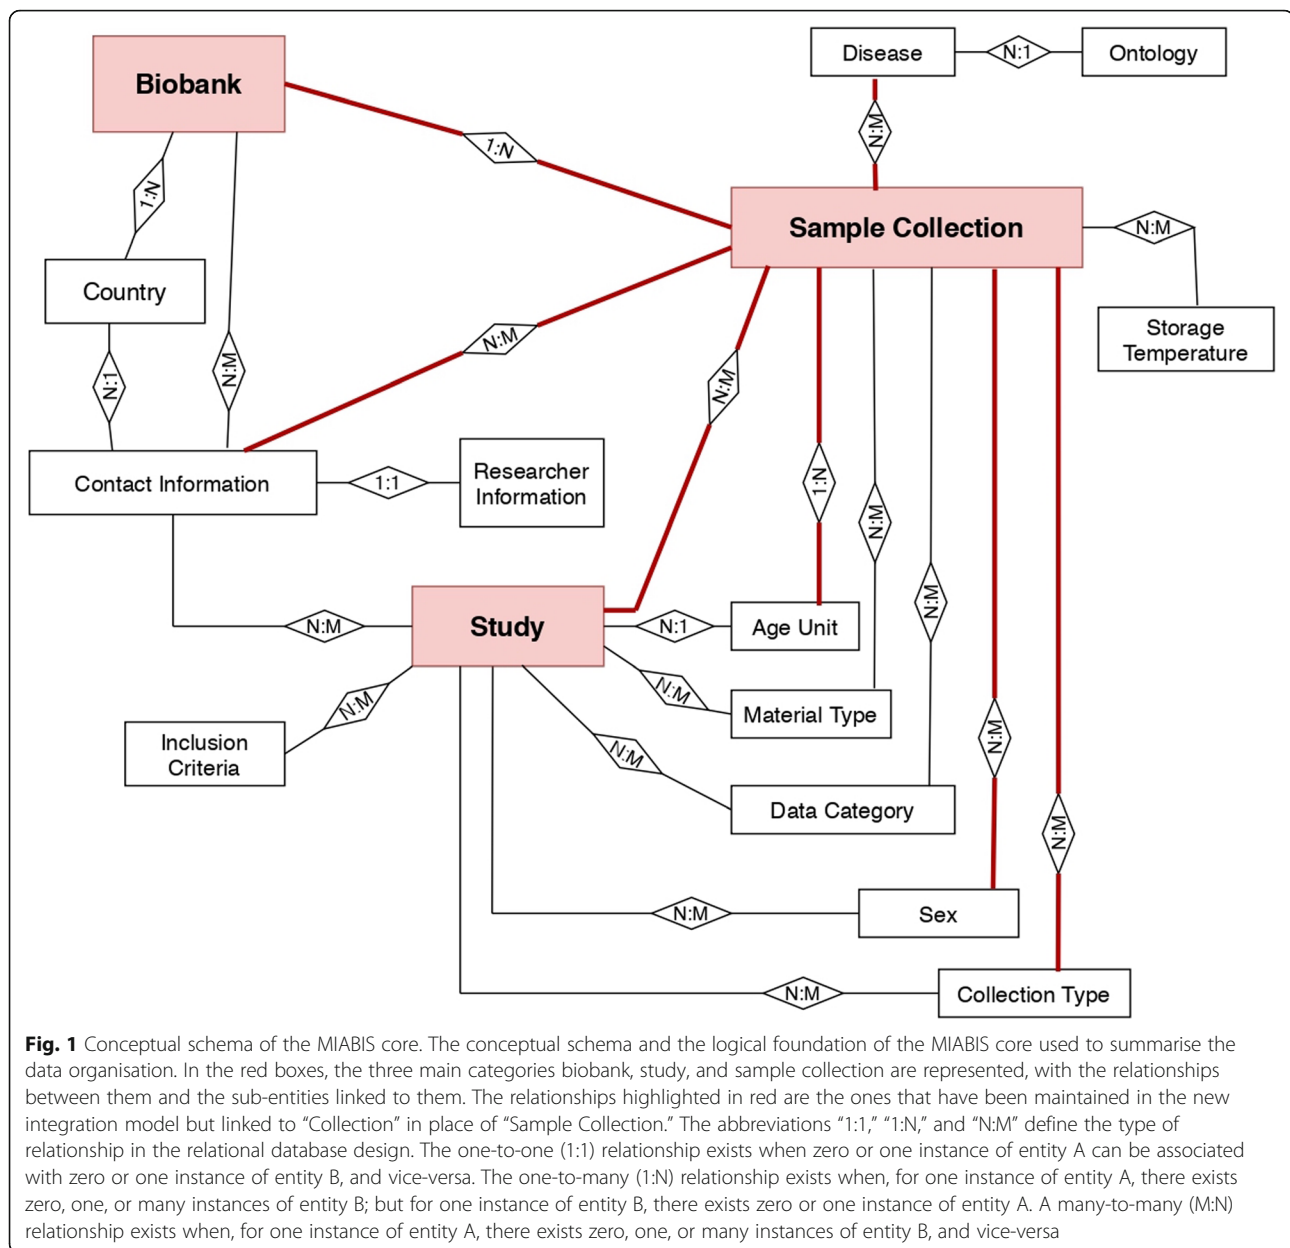 Disease
N:1
Ontology
Biobank
N:M
1:N
1:N
Sample Collection
N:M
Country
Storage
Temperature
N:M
N:1
N:M
N:M
Contact Information
1:1
Researcher
Information
1:N
N:M
N:M
Study
N:M
N:1
Age Unit
N:M
Material Type
N:M
Inclusion
Criteria
N:M
N:M
Data Category
N:M
N:M
Sex
N:M
Collection Type
Fig. 1 Conceptual schema of the MIABIS core. The conceptual schema and the logical foundation of the MIABIS core used to summarise the
data organisation. In the red boxes, the three main categories biobank, study, and sample collection are represented, with the relationships
between them and the sub-entities linked to them. The relationships highlighted in red are the ones that have been maintained in the new
integration model but linked to “Collection” in place of “Sample Collection.” The abbreviations “1:1,” “1:N,” and “N:M” define the type of
relationship in the relational database design. The one-to-one (1:1) relationship exists when zero or one instance of entity A can be associated
with zero or one instance of entity B, and vice-versa. The one-to-many (1:N) relationship exists when, for one instance of entity A, there exists
zero, one, or many instances of entity B; but for one instance of entity B, there exists zero or one instance of entity A. A many-to-many (M:N)
relationship exists when, for one instance of entity A, there exists zero, one, or many instances of entity B, and vice-versa